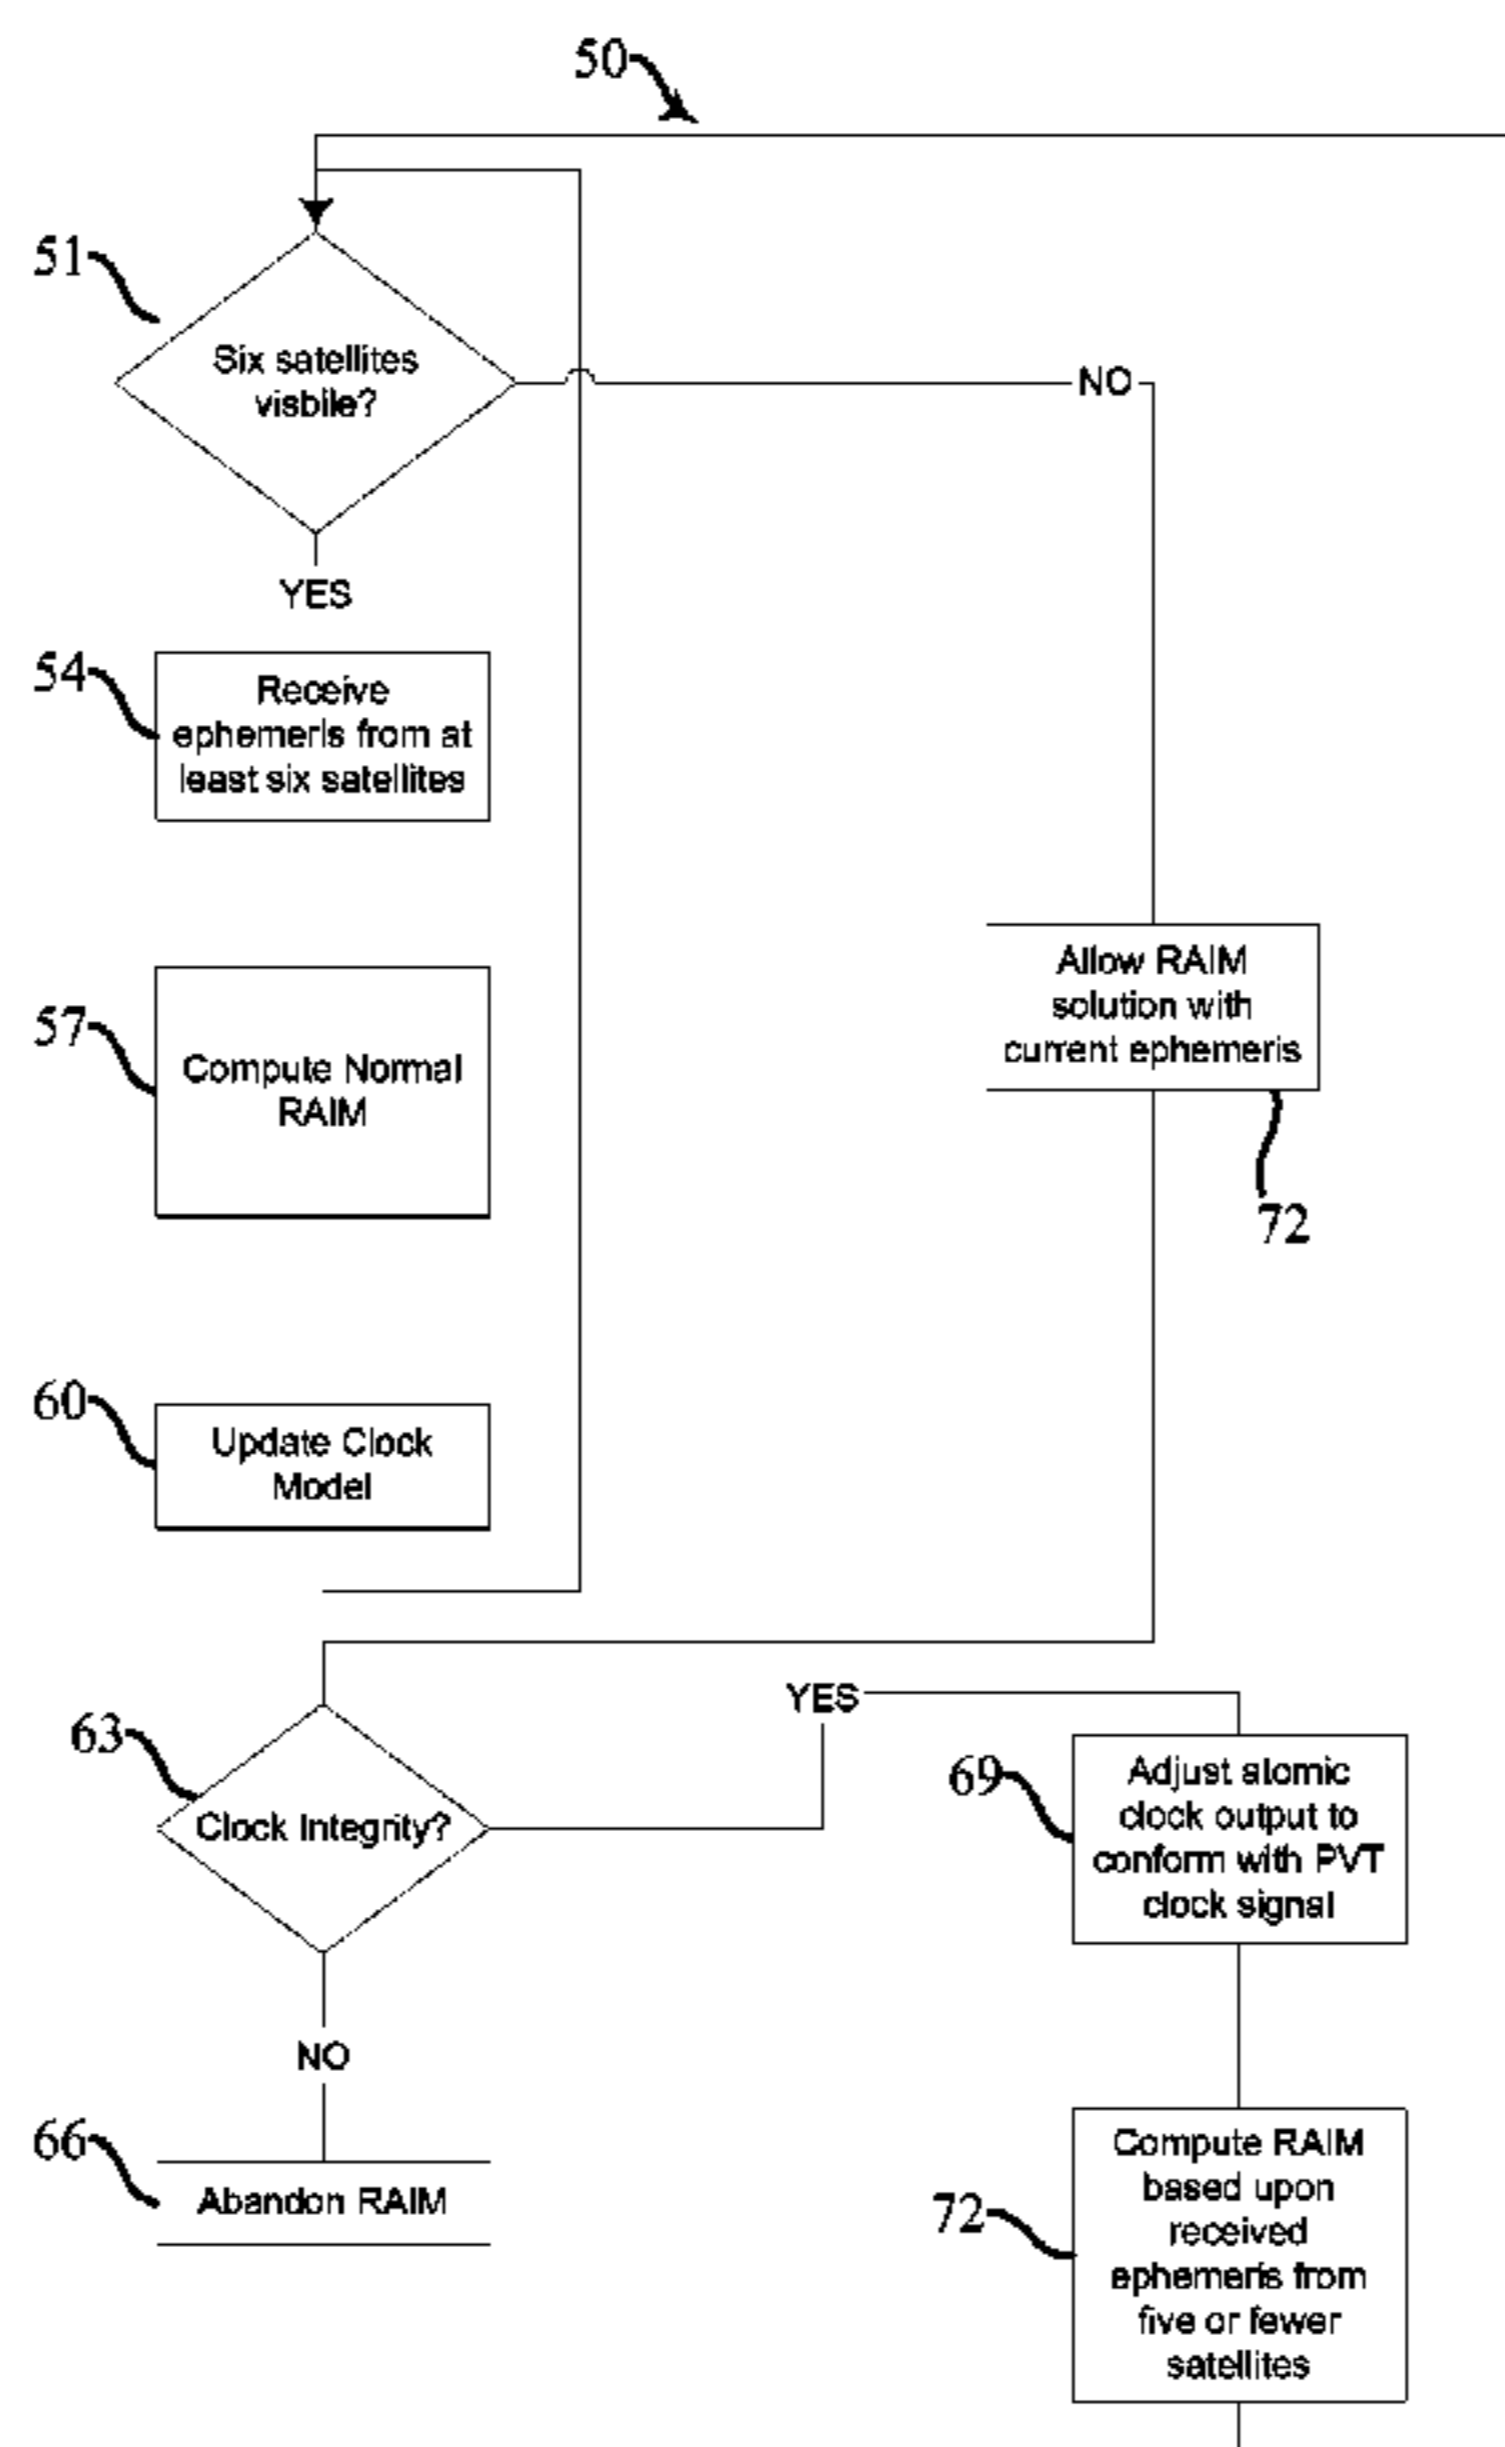 50
51
Six satellites
visbile?
NO
YES
54
Receive
ephemeris from at
least six satellites
57
Compute Normal
RAIM
Allow RAIM
solution with
current ephemeris
72
60
Update Clock
Model
63
Clock Integrity?
YES
69
Adjust atomic
clock output to
conform with PVT
clock signal
NO
66
Abandon RAIM
72
Compute RAIM
based upon
received
ephemeris from
five or fewer
satellites